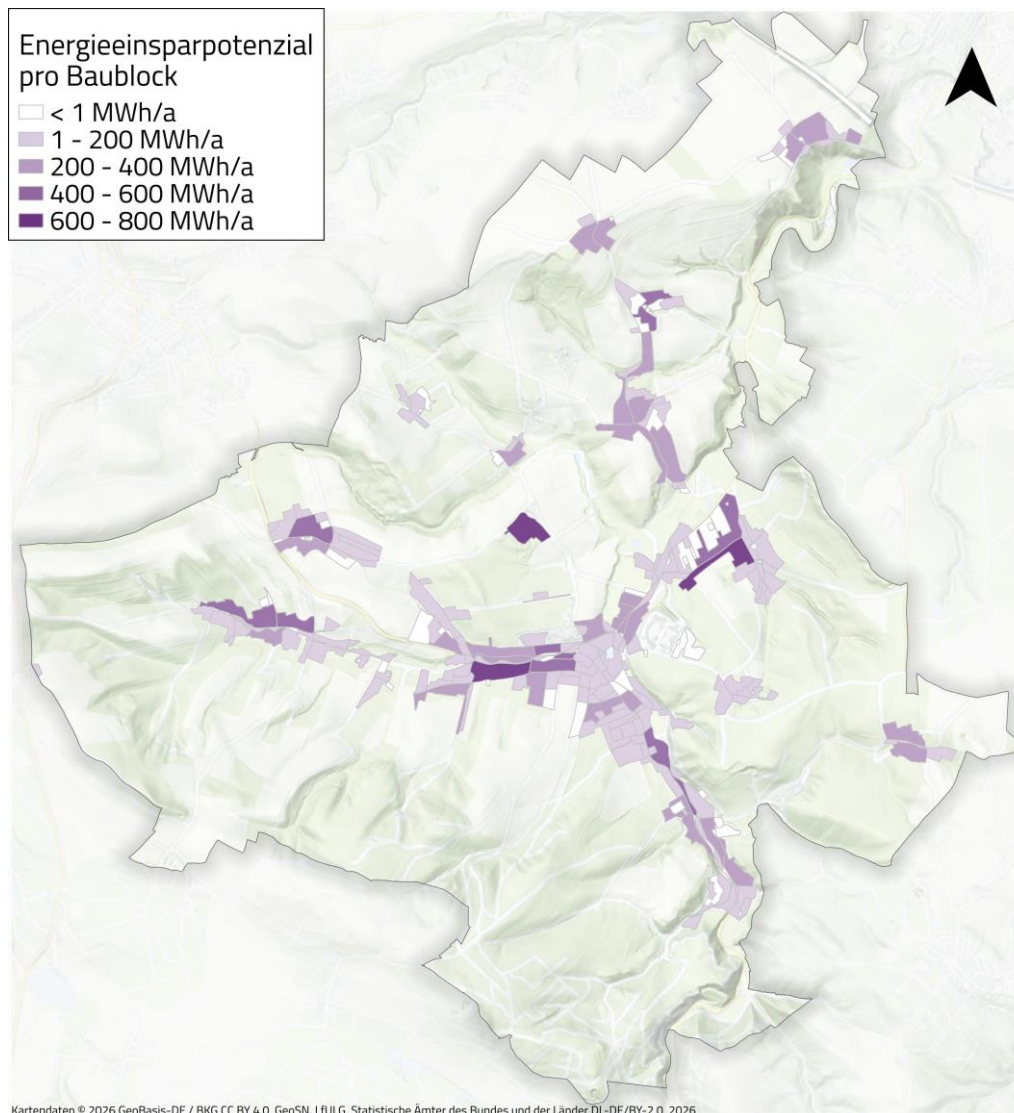 Energieeinsparpotenzial
pro Baublock
< 1 MWh/a
1 - 200 MWh/a
200 - 400 MWh/a
400 - 600 MWh/a
600 - 800 MWh/a
Kartendaten © 2026 GeoBasis-DE / BKG CC BY 4.0, GeoSN, LfULG, Statistische Ämter des Bundes und der Länder DL-DE/BY-2.0, 2026